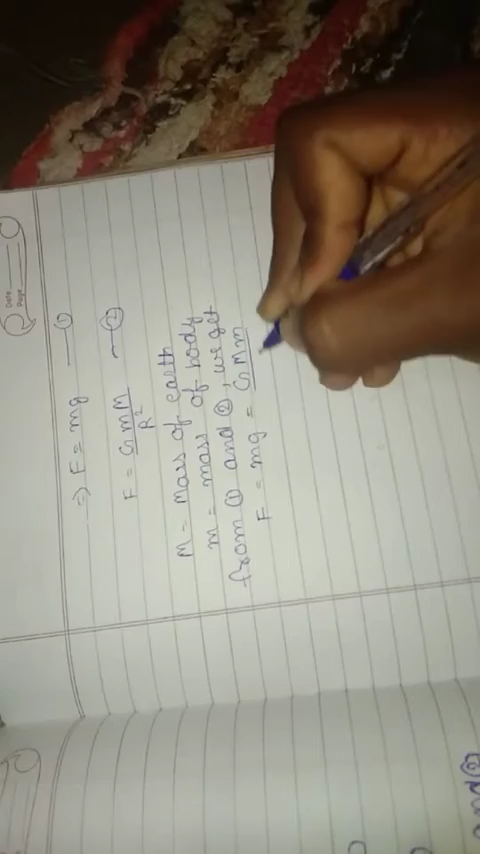 Date
Page
=> F = mg —①
F = GmM —②
R²
M = Mass of earth
m = mass of body
from ① and ②, we get
F = mg = GMm
and②